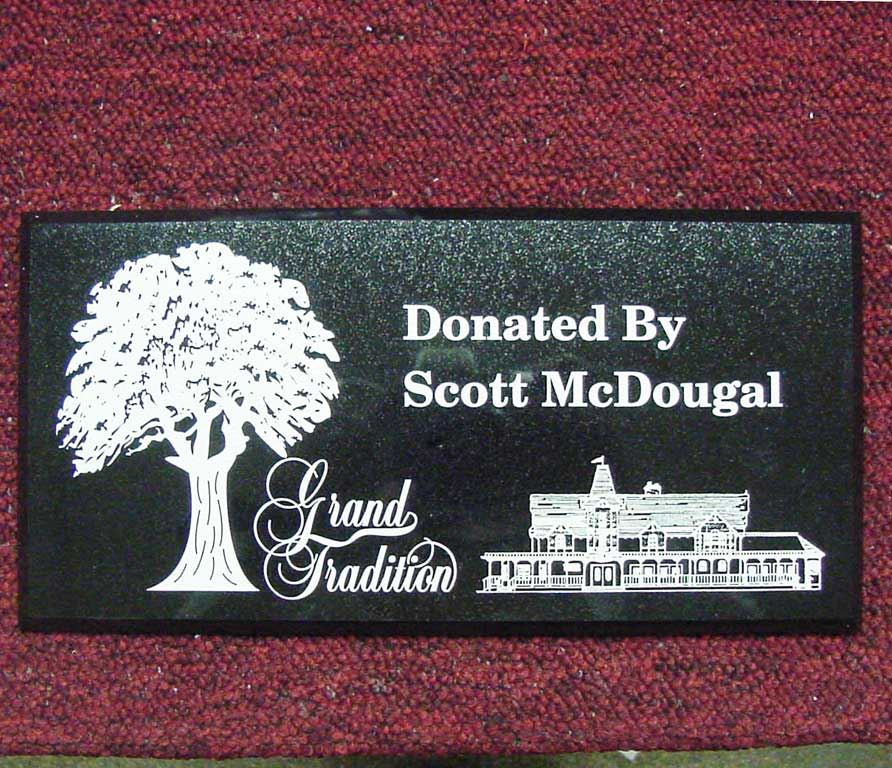 Donated By
Scott McDougal
Grand
Tradition